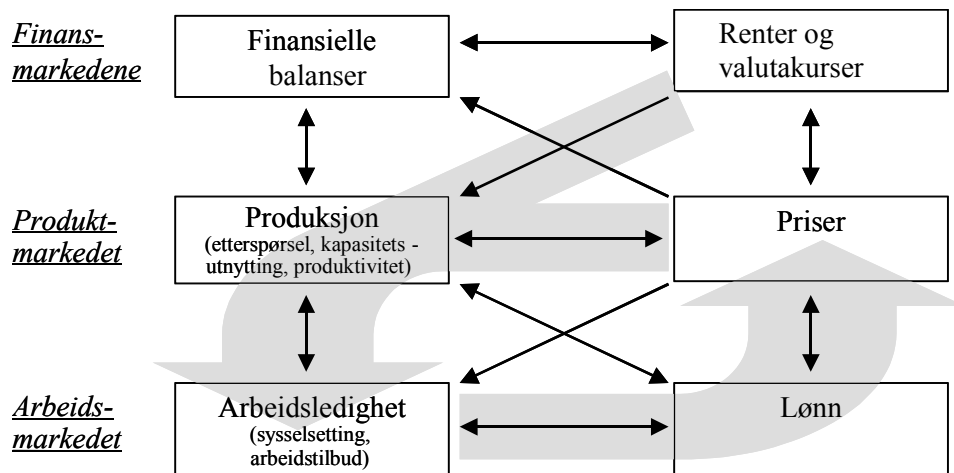 Finans-
markedene
Finansielle
balanser
Renter og
valutakurser
Produkt-
markedet
Produksjon
(etterspørsel, kapasitets -
utnytting, produktivitet)
Priser
Arbeids-
markedet
Arbeidsledighet
(sysselsetting,
arbeidstilbud)
Lønn